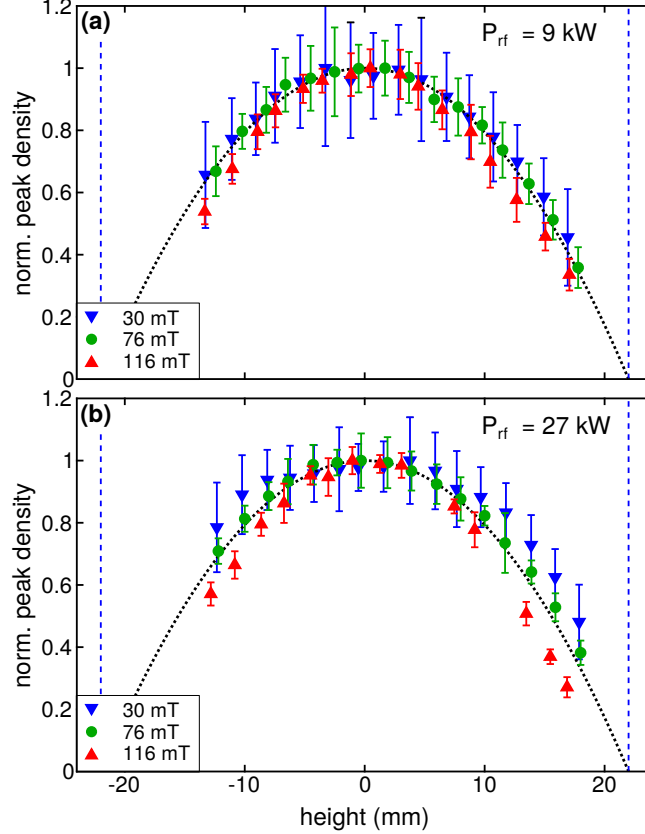 (a)
P_rf = 9 kW
norm. peak density
1.2
1
0.8
0.6
0.4
0.2
0
30 mT
76 mT
116 mT
(b)
P_rf = 27 kW
norm. peak density
1.2
1
0.8
0.6
0.4
0.2
0
30 mT
76 mT
116 mT
-20
-10
0
10
20
height (mm)